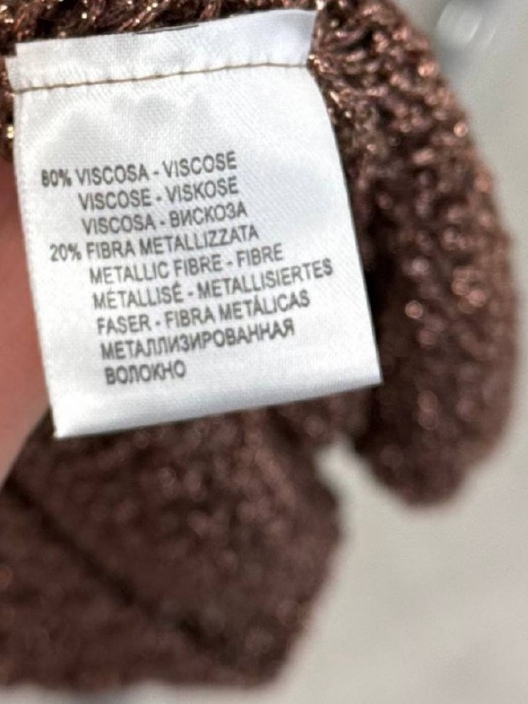 80% VISCOSA - VISCOSE
VISCOSE - VISKOSE
VISCOSA - ВИСКОЗА
20% FIBRA METALLIZZATA
METALLIC FIBRE - FIBRE
MÉTALLISÉ - METALLISIERTES
FASER - FIBRA METÁLICAS
МЕТАЛЛИЗИРОВАННАЯ
ВОЛОКНО